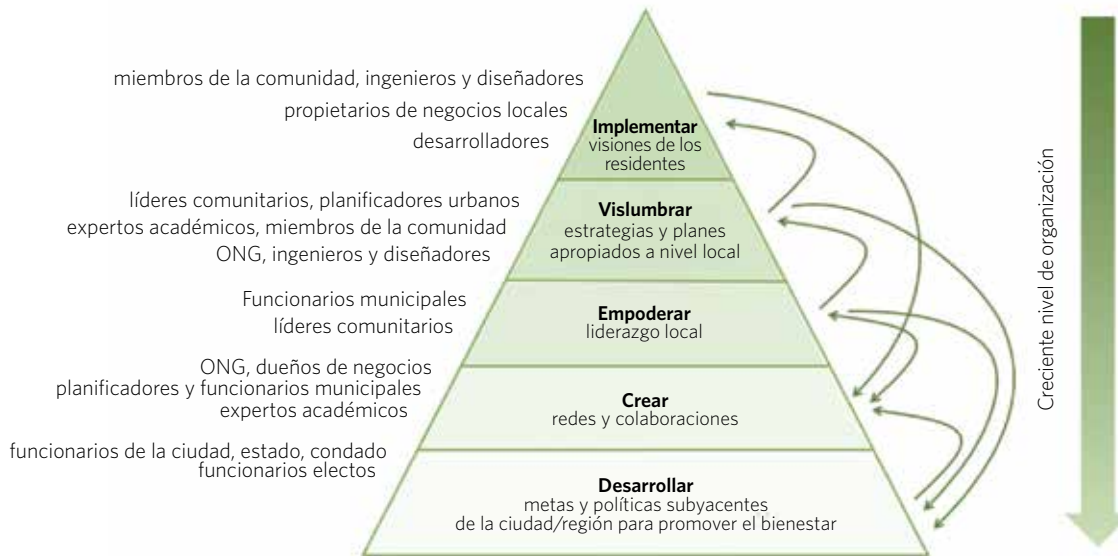 miembros de la comunidad, ingenieros y diseñadores
propietarios de negocios locales
desarrolladores
Implementar
visiones de los
residentes
líderes comunitarios, planificadores urbanos
expertos académicos, miembros de la comunidad
ONG, ingenieros y diseñadores
Vislumbrar
estrategias y planes
apropiados a nivel local
Funcionarios municipales
líderes comunitarios
Empoderar
liderazgo local
ONG, dueños de negocios
planificadores y funcionarios municipales
expertos académicos
Crear
redes y colaboraciones
funcionarios de la ciudad, estado, condado
funcionarios electos
Desarrollar
metas y políticas subyacentes
de la ciudad/región para promover el bienestar
Creciente nivel de organización